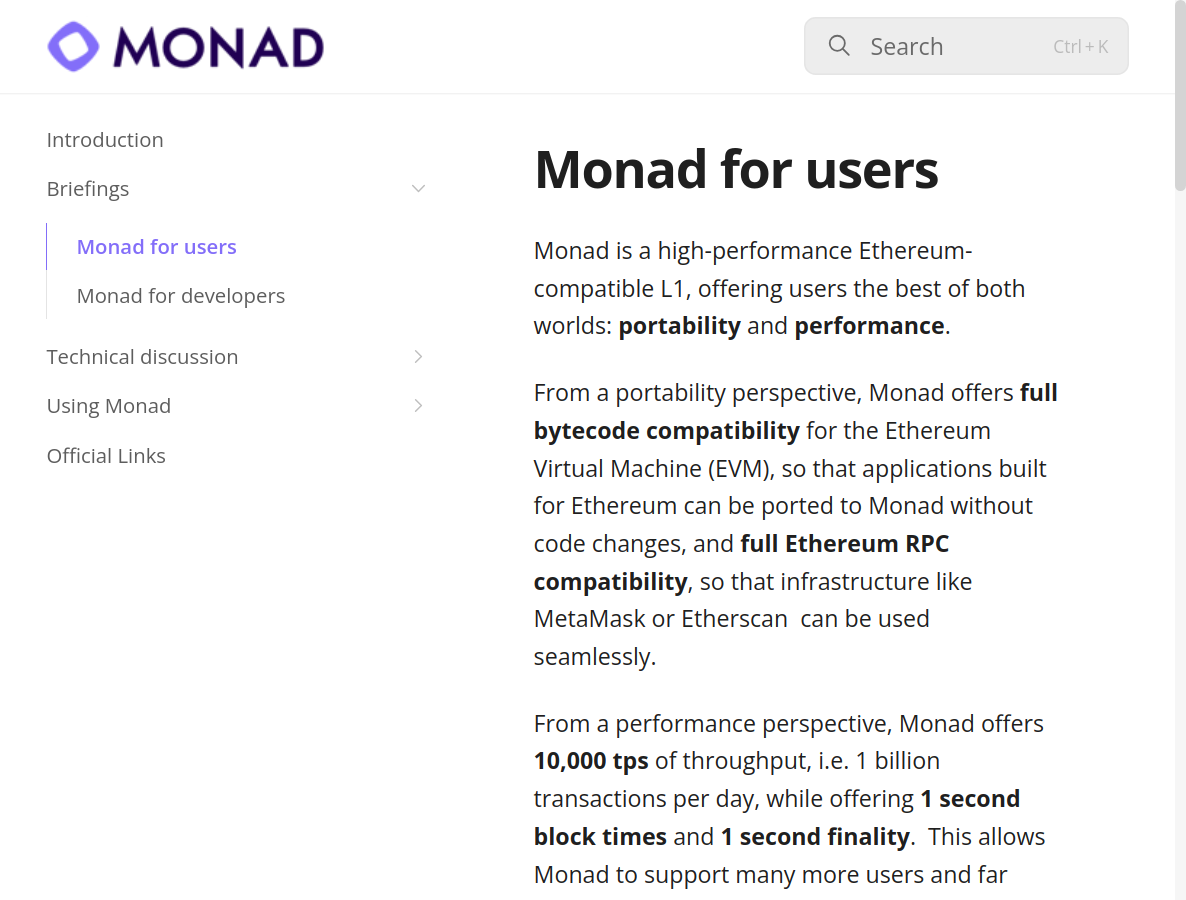 MONAD
Search
Ctrl + K
Introduction
Briefings
Monad for users
Monad for developers
Technical discussion
Using Monad
Official Links
Monad for users
Monad is a high-performance Ethereum-
compatible L1, offering users the best of both
worlds: portability and performance.
From a portability perspective, Monad offers full
bytecode compatibility for the Ethereum
Virtual Machine (EVM), so that applications built
for Ethereum can be ported to Monad without
code changes, and full Ethereum RPC
compatibility, so that infrastructure like
MetaMask or Etherscan  can be used
seamlessly.
From a performance perspective, Monad offers
10,000 tps of throughput, i.e. 1 billion
transactions per day, while offering 1 second
block times and 1 second finality.  This allows
Monad to support many more users and far